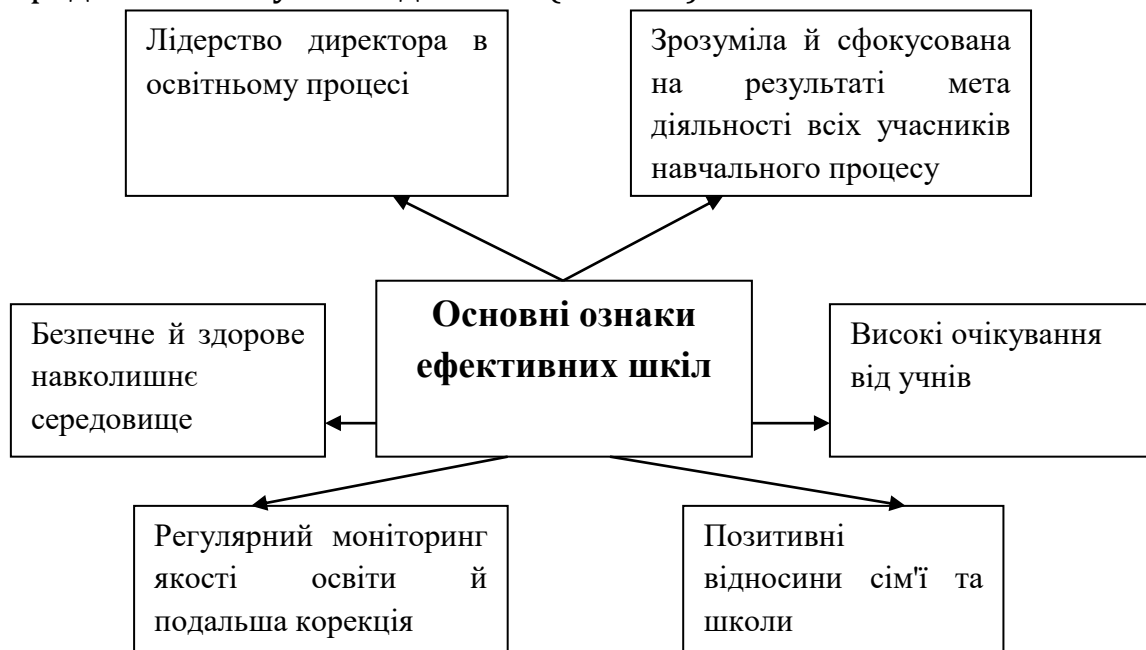 Лідерство директора в
освітньому процесі
Зрозуміла й сфокусована
на результаті мета
діяльності всіх учасників
навчального процесу
Основні ознаки
ефективних шкіл
Безпечне й здорове
навколишнє
середовище
Високі очікування
від учнів
Регулярний моніторинг
якості освіти й
подальша корекція
Позитивні
відносини сім'ї та
школи